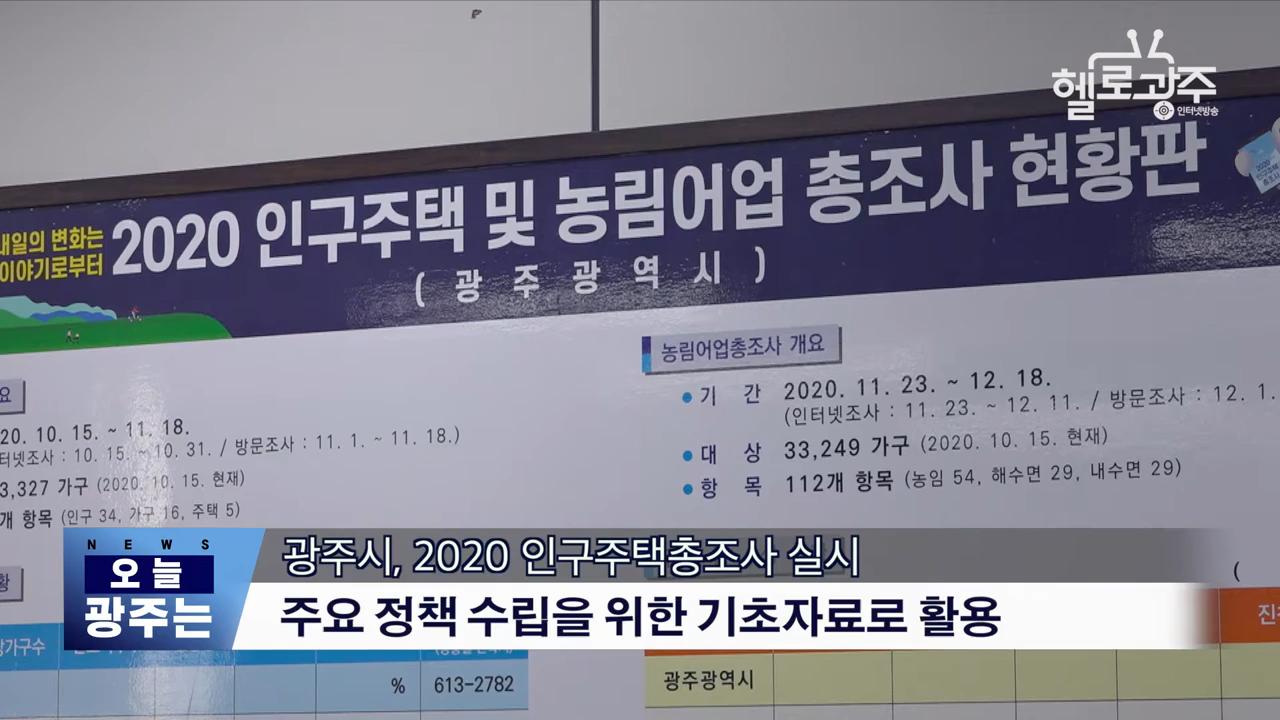 헬로광주
인터넷방송
내일의 변화는
이야기로부터
2020 인구주택 및 농림어업 총조사 현황판
( 광 주 광 역 시 )
농림어업총조사 개요
기 간 2020. 11. 23. ~ 12. 18.
(인터넷조사 : 11. 23. ~ 12. 11. / 방문조사 : 12. 1.
대 상 33,249 가구 (2020. 10. 15. 현재)
항 목 112개 항목 (농임 54, 해수면 29, 내수면 29)
요
20. 10. 15. ~ 11. 18.
터넷조사 : 10. 15. ~ 10. 31. / 방문조사 : 11. 1. ~ 11. 18.)
3,327 가구 (2020. 10. 15. 현재)
개 항목 (인구 34, 가구 16, 주택 5)
황
가구수
% 613-2782
(
진
광주광역시
NEWS
오늘
광주는
광주시, 2020 인구주택총조사 실시
주요 정책 수립을 위한 기초자료로 활용